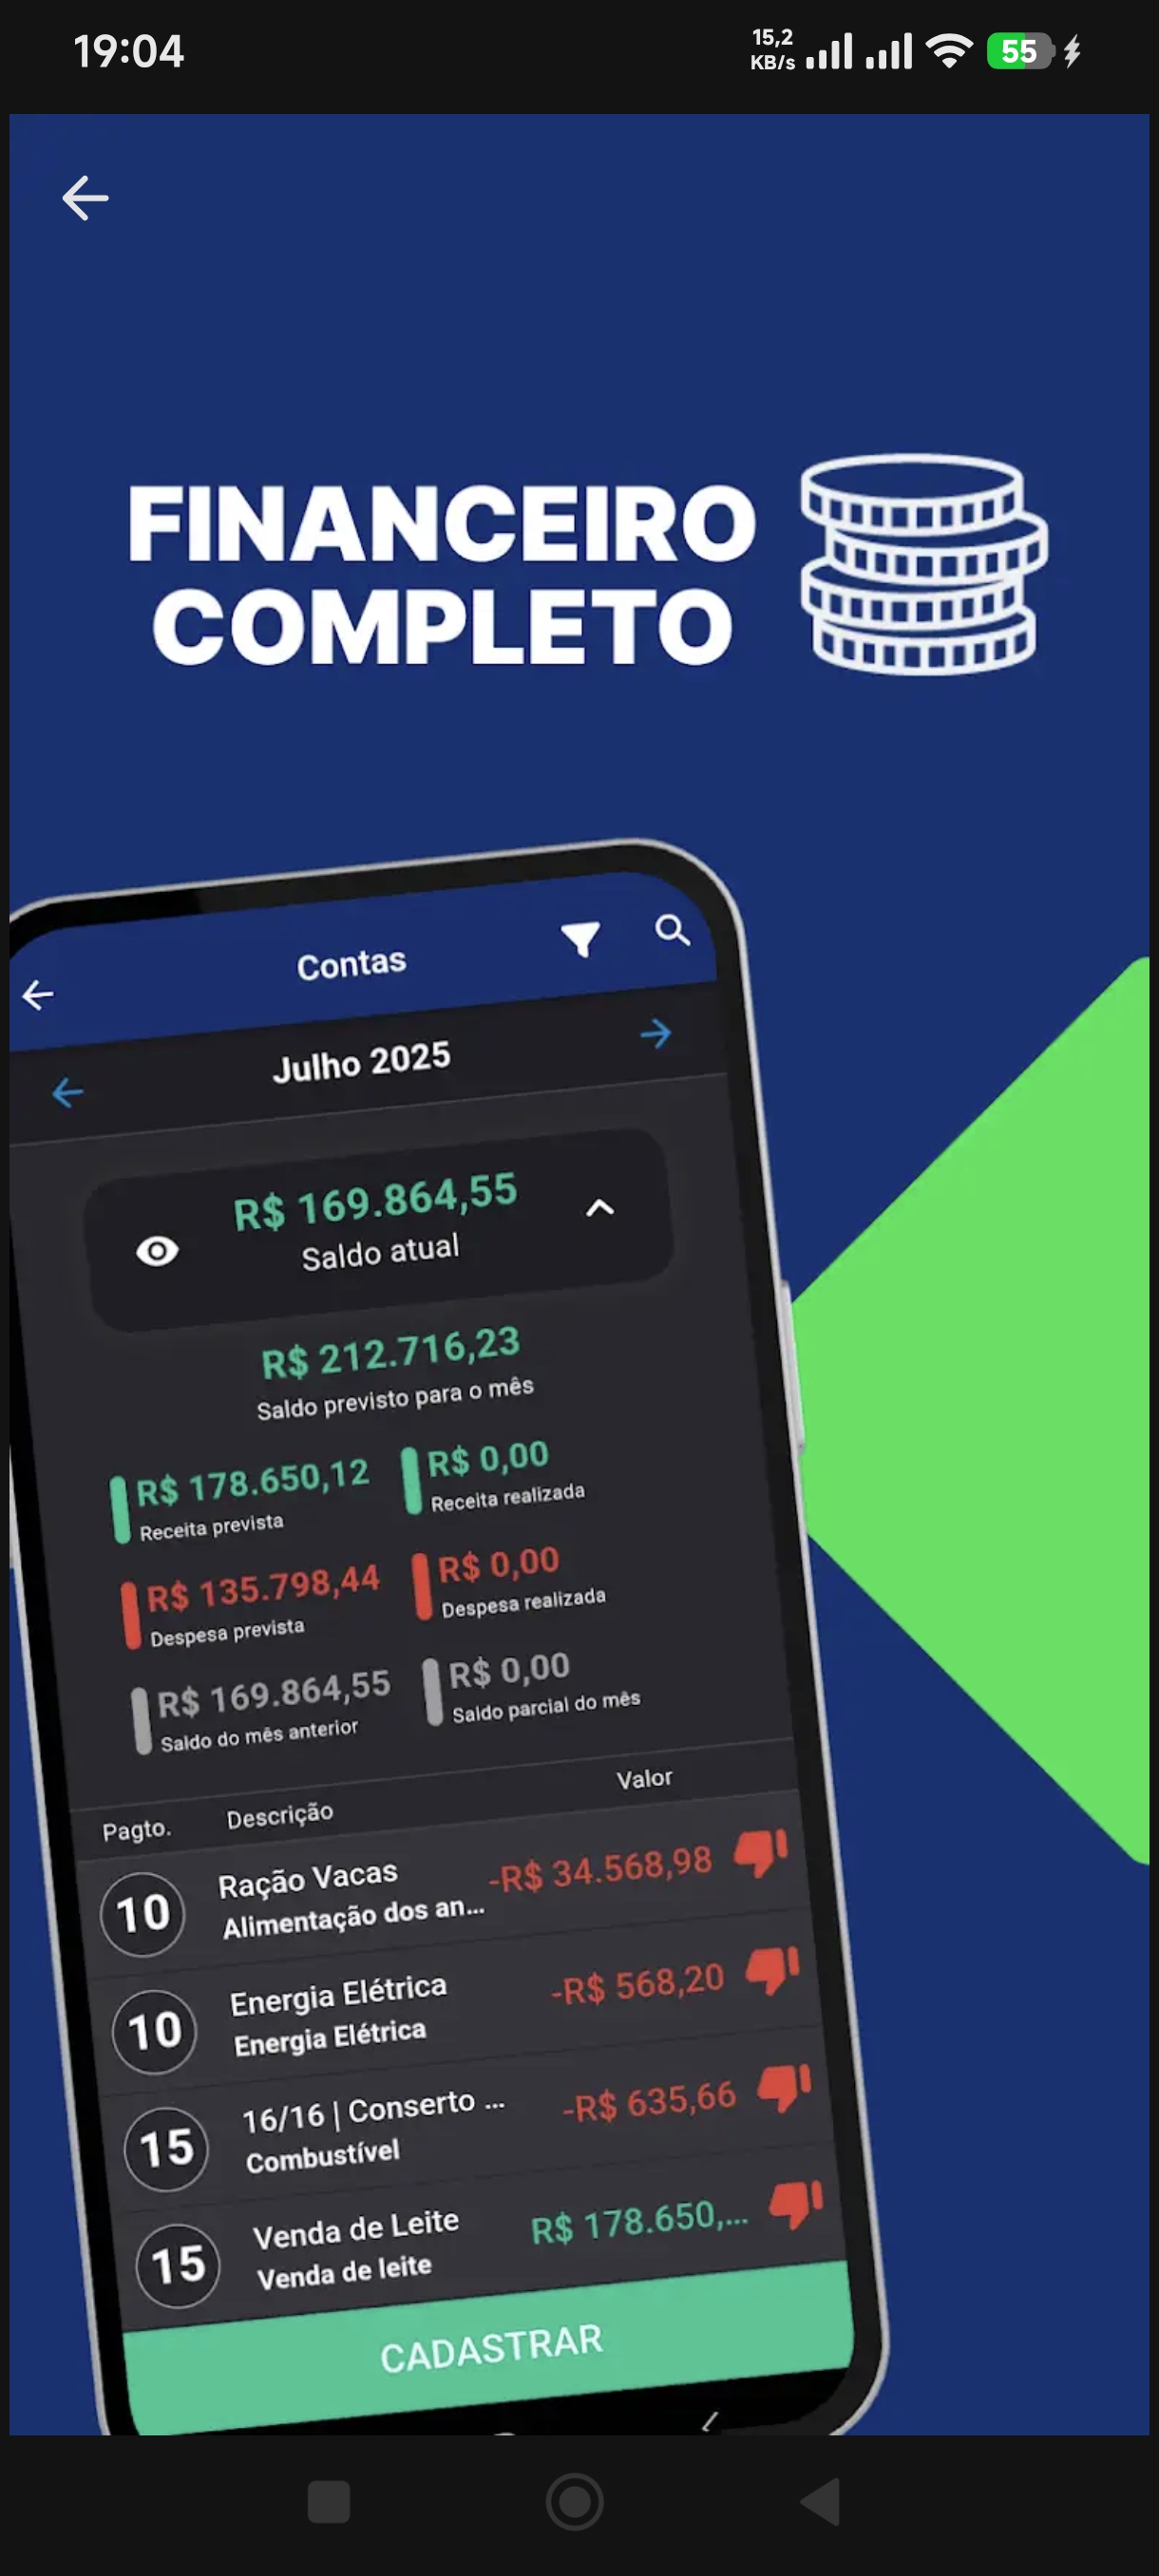 19:04
15,2
KB/s
55
FINANCEIRO
COMPLETO
Contas
Julho 2025
R$ 169.864,55
Saldo atual
R$ 212.716,23
Saldo previsto para o mês
R$ 178.650,12 R$ 0,00
Receita prevista Receita realizada
R$ 135.798,44 R$ 0,00
Despesa prevista Despesa realizada
R$ 169.864,55 R$ 0,00
Saldo do mês anterior Saldo parcial do mês
Pagto. Descrição Valor
10 Ração Vacas -R$ 34.568,98
Alimentação dos an...
10 Energia Elétrica -R$ 568,20
Energia Elétrica
15 16/16 | Conserto ... -R$ 635,66
Combustível
15 Venda de Leite R$ 178.650,...
Venda de leite
CADASTRAR